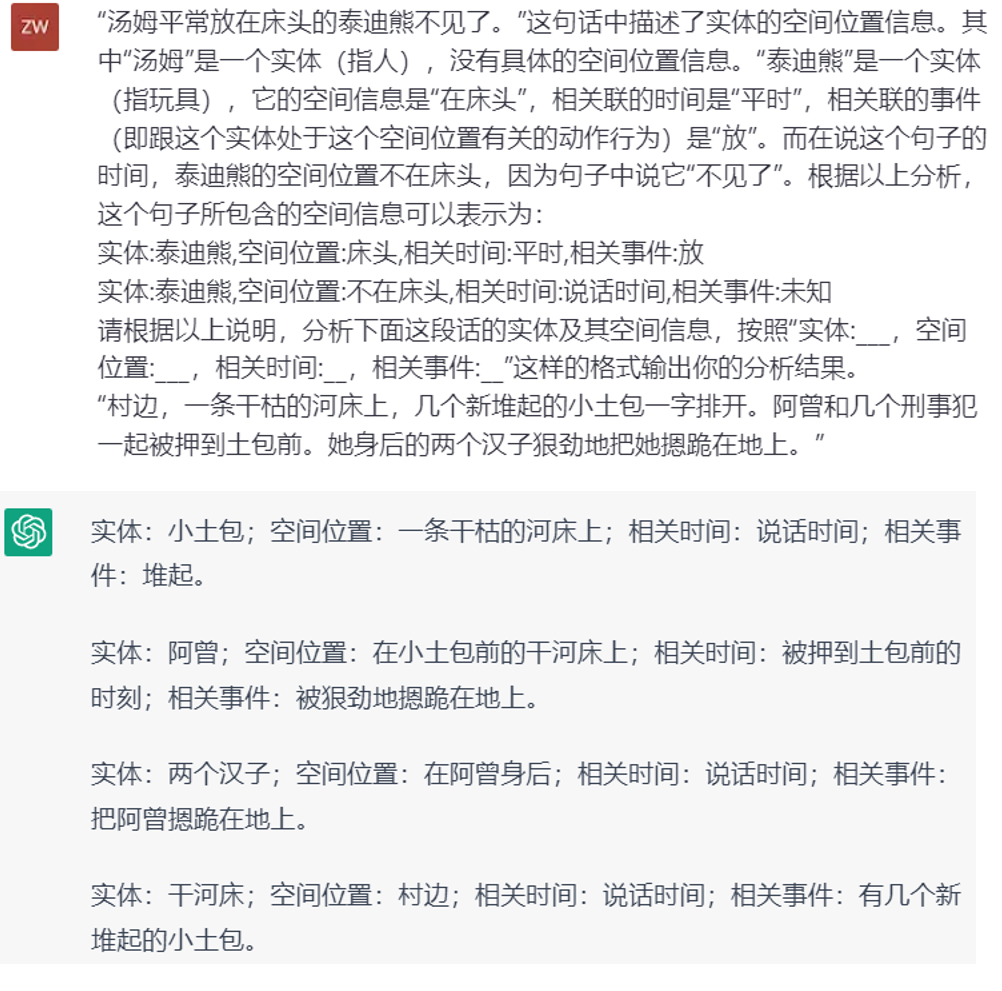 ZW
“汤姆平常放在床头的泰迪熊不见了。”这句话中描述了实体的空间位置信息。其
中“汤姆”是一个实体（指人），没有具体的空间位置信息。“泰迪熊”是一个实体
（指玩具），它的空间信息是“在床头”，相关联的时间是“平时”，相关联的事件
（即跟这个实体处于这个空间位置有关的动作行为）是“放”。而在说这个句子的
时间，泰迪熊的空间位置不在床头，因为句子中说它“不见了”。根据以上分析，
这个句子所包含的空间信息可以表示为：
实体:泰迪熊,空间位置:床头,相关时间:平时,相关事件:放
实体:泰迪熊,空间位置:不在床头,相关时间:说话时间,相关事件:未知
请根据以上说明，分析下面这段话的实体及其空间信息，按照“实体:___，空间
位置:___，相关时间:__，相关事件:__”这样的格式输出你的分析结果。
“村边，一条干枯的河床上，几个新堆起的小土包一字排开。阿曾和几个刑事犯
一起被押到土包前。她身后的两个汉子狠劲地把她摁跪在地上。”
实体：小土包；空间位置：一条干枯的河床上；相关时间：说话时间；相关事
件：堆起。
实体：阿曾；空间位置：在小土包前的干河床上；相关时间：被押到土包前的
时刻；相关事件：被狠劲地摁跪在地上。
实体：两个汉子；空间位置：在阿曾身后；相关时间：说话时间；相关事件：
把阿曾摁跪在地上。
实体：干河床；空间位置：村边；相关时间：说话时间；相关事件：有几个新
堆起的小土包。